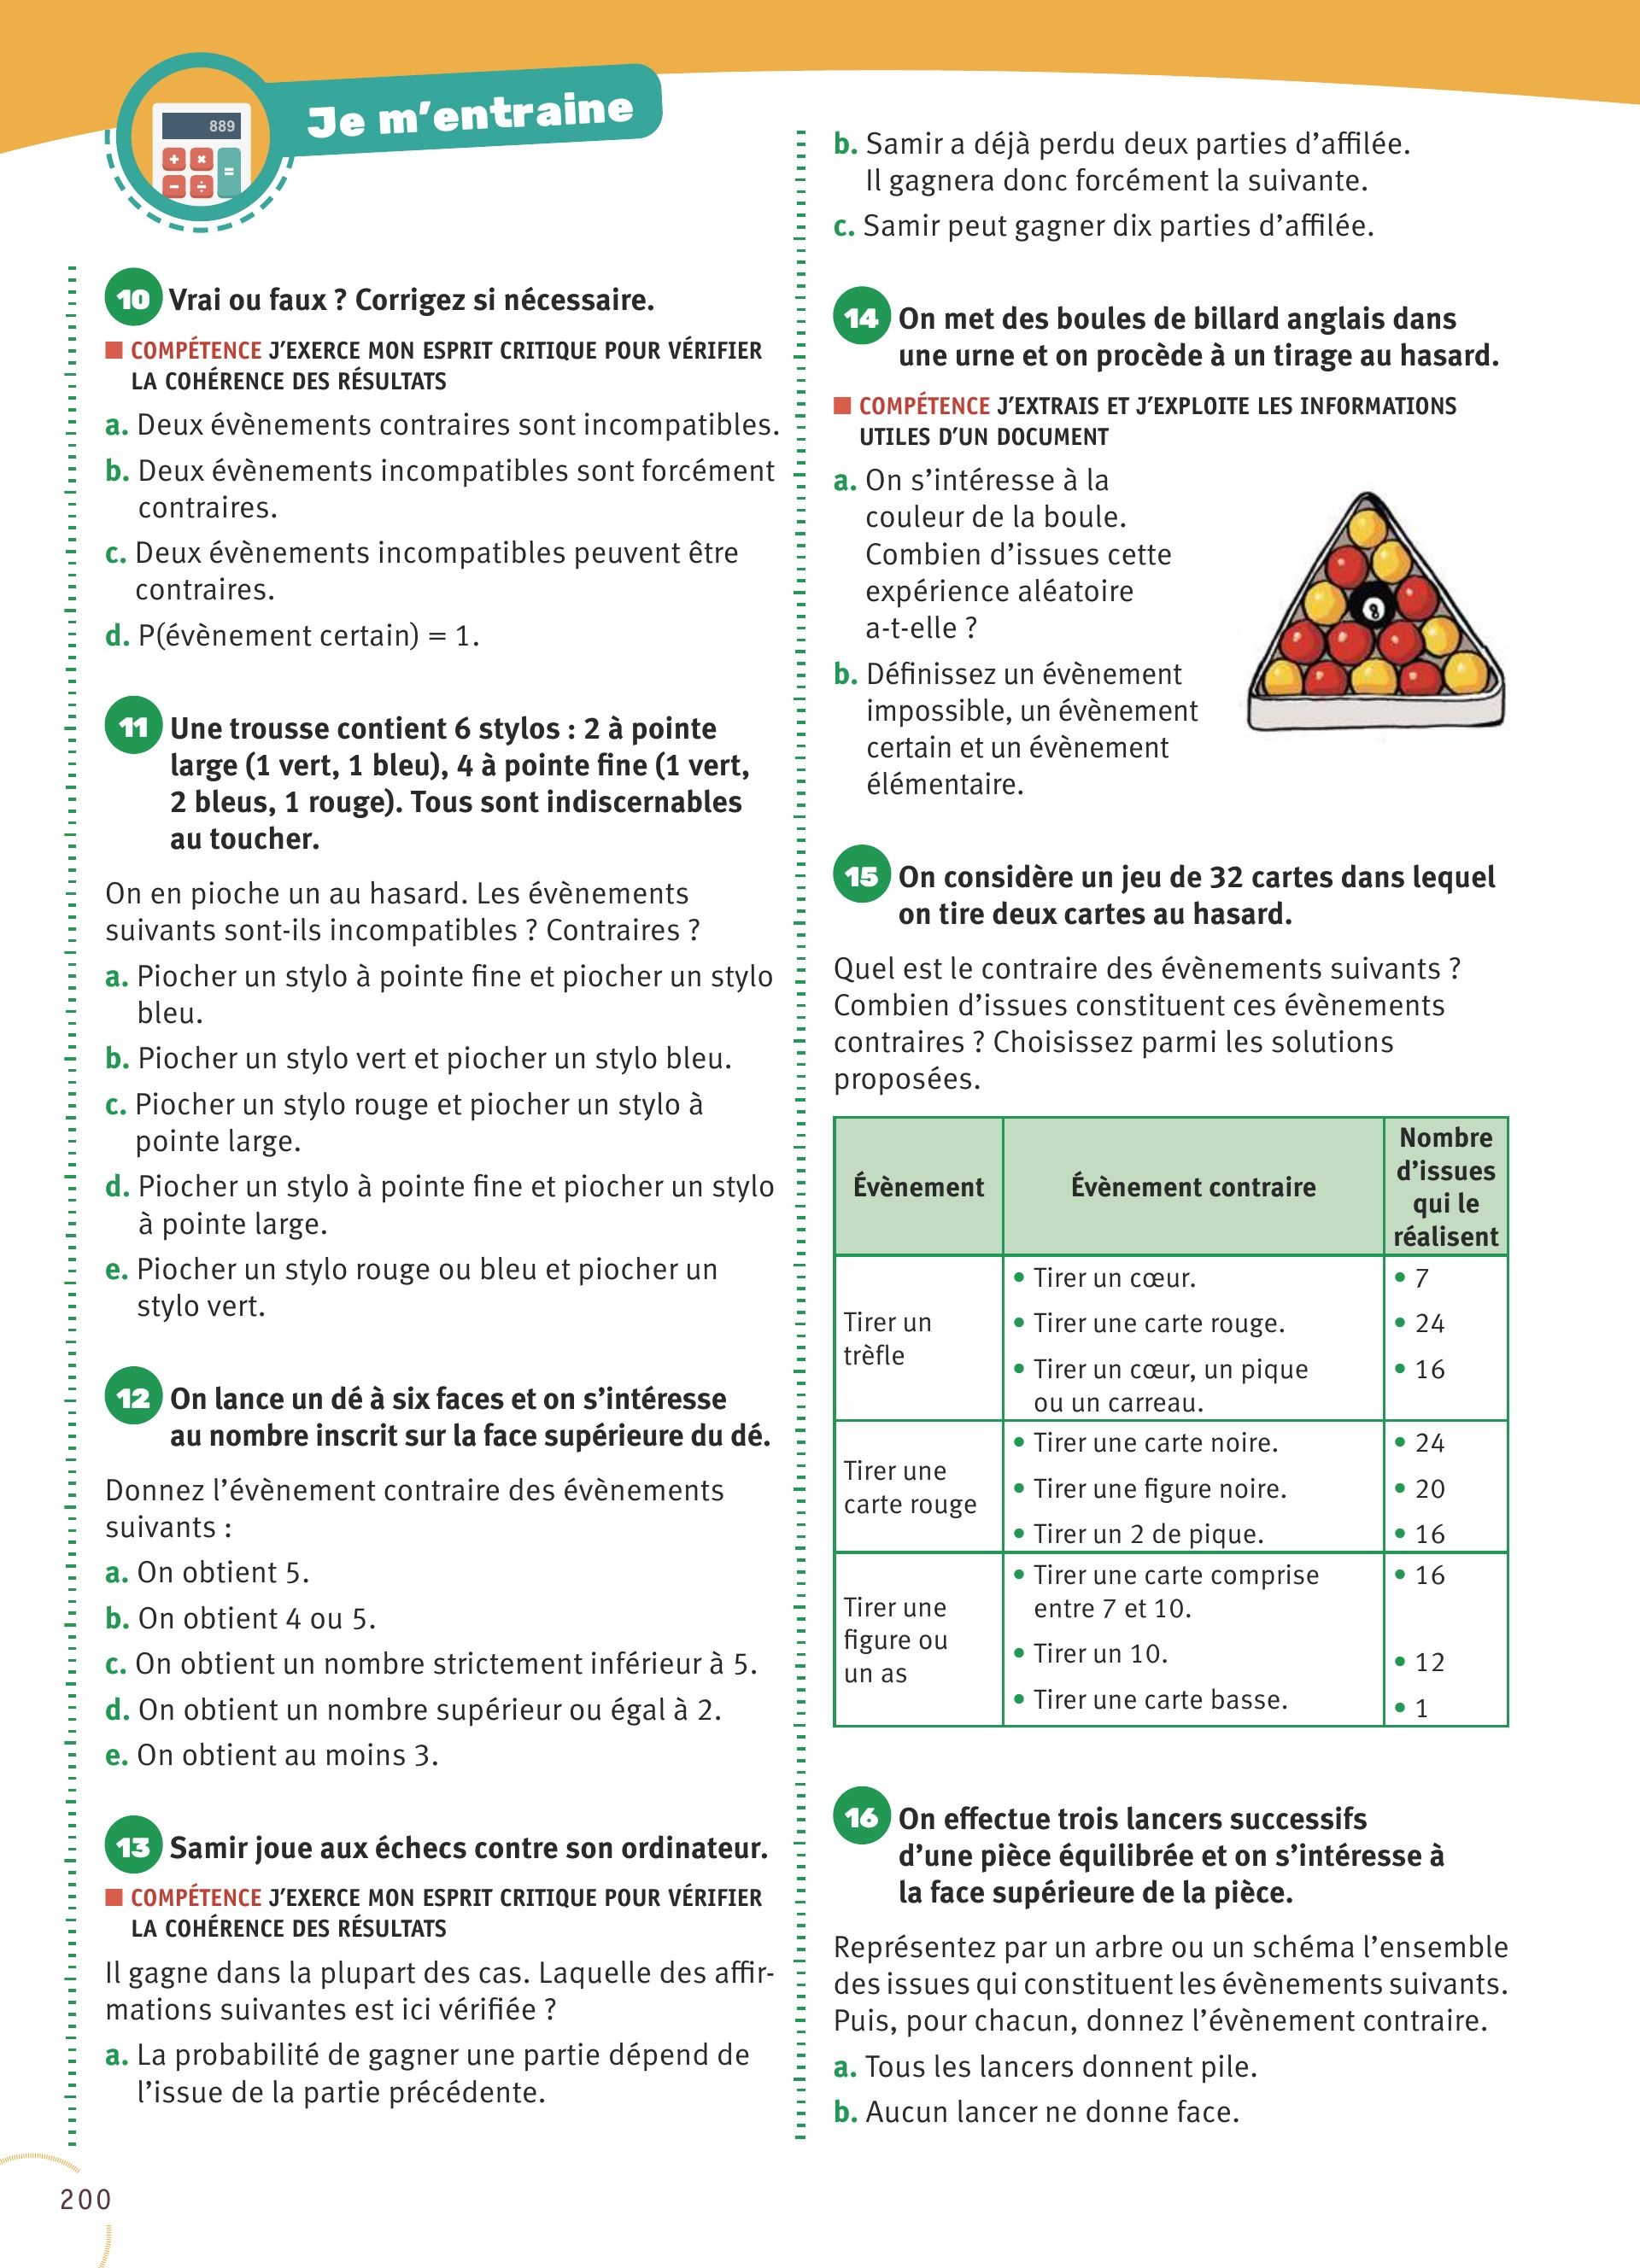 889
Je m'entraine
10 Vrai ou faux ? Corrigez si nécessaire.
■ COMPÉTENCE J'EXERCE MON ESPRIT CRITIQUE POUR VÉRIFIER
LA COHÉRENCE DES RÉSULTATS
a. Deux évènements contraires sont incompatibles.
b. Deux évènements incompatibles sont forcément
contraires.
c. Deux évènements incompatibles peuvent être
contraires.
d. P(évènement certain) = 1.
11 Une trousse contient 6 stylos : 2 à pointe
large (1 vert, 1 bleu), 4 à pointe fine (1 vert,
2 bleus, 1 rouge). Tous sont indiscernables
au toucher.
On en pioche un au hasard. Les évènements
suivants sont-ils incompatibles ? Contraires ?
a. Piocher un stylo à pointe fine et piocher un stylo
bleu.
b. Piocher un stylo vert et piocher un stylo bleu.
c. Piocher un stylo rouge et piocher un stylo à
pointe large.
d. Piocher un stylo à pointe fine et piocher un stylo
à pointe large.
e. Piocher un stylo rouge ou bleu et piocher un
stylo vert.
12 On lance un dé à six faces et on s'intéresse
au nombre inscrit sur la face supérieure du dé.
Donnez l'évènement contraire des évènements
suivants :
a. On obtient 5.
b. On obtient 4 ou 5.
c. On obtient un nombre strictement inférieur à 5.
d. On obtient un nombre supérieur ou égal à 2.
e. On obtient au moins 3.
13 Samir joue aux échecs contre son ordinateur.
■ COMPÉTENCE J'EXERCE MON ESPRIT CRITIQUE POUR VÉRIFIER
LA COHÉRENCE DES RÉSULTATS
Il gagne dans la plupart des cas. Laquelle des affir-
mations suivantes est ici vérifiée ?
a. La probabilité de gagner une partie dépend de
l'issue de la partie précédente.
b. Samir a déjà perdu deux parties d'affilée.
Il gagnera donc forcément la suivante.
c. Samir peut gagner dix parties d'affilée.
14 On met des boules de billard anglais dans
une urne et on procède à un tirage au hasard.
■ COMPÉTENCE J'EXTRAIS ET J'EXPLOITE LES INFORMATIONS
UTILES D'UN DOCUMENT
a. On s'intéresse à la
couleur de la boule.
Combien d'issues cette
expérience aléatoire
a-t-elle ?
b. Définissez un évènement
impossible, un évènement
certain et un évènement
élémentaire.
8
15 On considère un jeu de 32 cartes dans lequel
on tire deux cartes au hasard.
Quel est le contraire des évènements suivants ?
Combien d'issues constituent ces évènements
contraires ? Choisissez parmi les solutions
proposées.
Évènement
Évènement contraire
Nombre
d'issues
qui le
réalisent
Tirer un
trèfle
• Tirer un cœur.
• Tirer une carte rouge.
• Tirer un cœur, un pique
ou un carreau.
• 7
• 24
• 16
Tirer une
carte rouge
• Tirer une carte noire.
• Tirer une figure noire.
• Tirer un 2 de pique.
• 24
• 20
• 16
Tirer une
figure ou
un as
• Tirer une carte comprise
entre 7 et 10.
• Tirer un 10.
• Tirer une carte basse.
• 16
• 12
• 1
16 On effectue trois lancers successifs
d'une pièce équilibrée et on s'intéresse à
la face supérieure de la pièce.
Représentez par un arbre ou un schéma l'ensemble
des issues qui constituent les évènements suivants.
Puis, pour chacun, donnez l'évènement contraire.
a. Tous les lancers donnent pile.
b. Aucun lancer ne donne face.
200